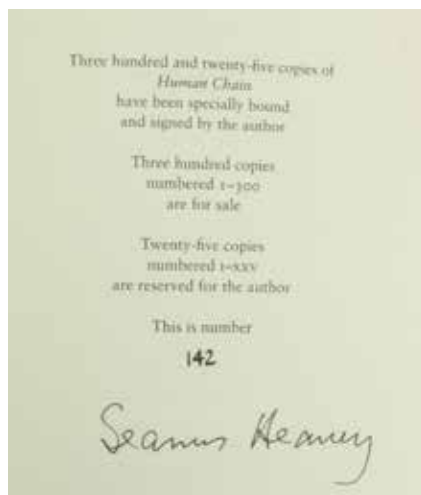 Three hundred and twenty-five copies of
Human Chain
have been specially bound
and signed by the author
Three hundred copies
numbered 1–300
are for sale
Twenty-five copies
numbered I–XXV
are reserved for the author
This is number
142
Seamus Heaney